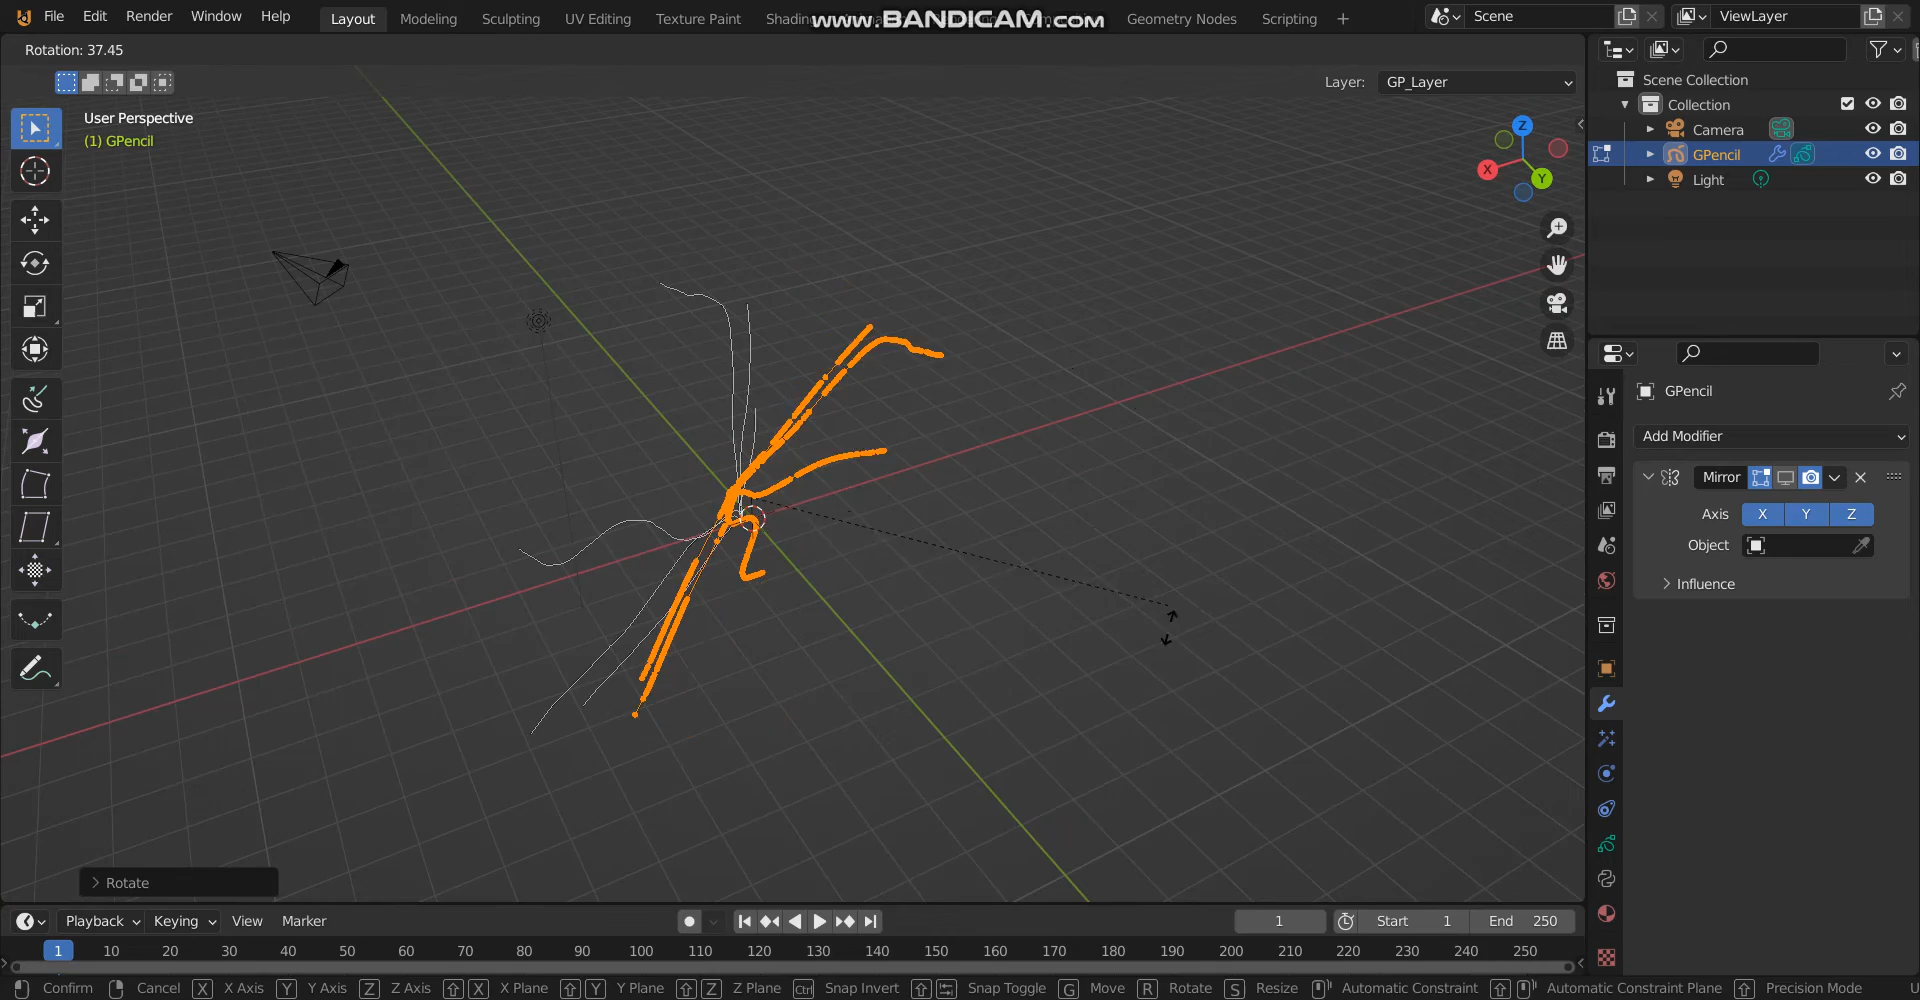 File Edit Render Window Help Layout Modeling Sculpting UV Editing Texture Paint Shading Geometry Nodes Scripting + Scene ViewLayer
www.BANDICAM.com
Rotation: 37.45
Layer: GP_Layer
User Perspective
(1) GPencil
Z
X
Y
Scene Collection
Collection
Camera
GPencil
Light
GPencil
Add Modifier
Mirror
Axis X Y Z
Object
Influence
Rotate
Playback Keying View Marker 1 Start 1 End 250
1 10 20 30 40 50 60 70 80 90 100 110 120 130 140 150 160 170 180 190 200 210 220 230 240 250
Confirm Cancel X X Axis Y Y Axis Z Z Axis X X Plane Y Y Plane Z Z Plane Ctrl Snap Invert Snap Toggle G Move R Rotate S Resize Automatic Constraint Automatic Constraint Plane Precision Mode